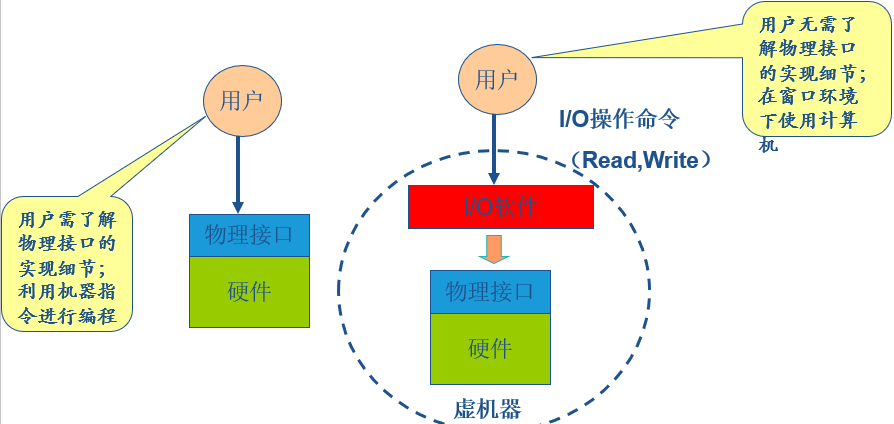 用户
用户需了解
物理接口的
实现细节；
利用机器指
令进行编程
物理接口
硬件
用户
用户无需了
解物理接口
的实现细节；
在窗口环境
下使用计算
机
I/O操作命令
（Read,Write）
I/O软件
物理接口
硬件
虚机器